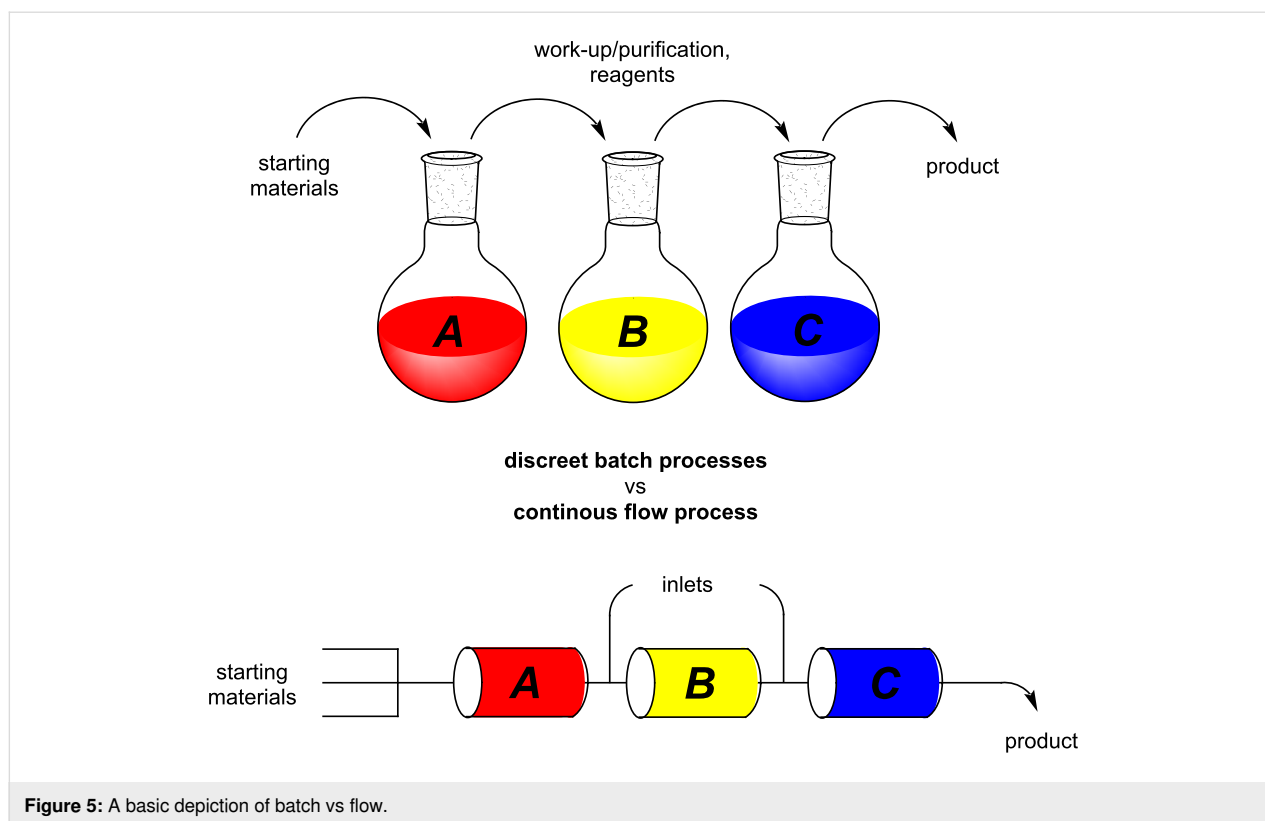 work-up/purification,
reagents
starting
materials
product
A
B
C
discreet batch processes
vs
continous flow process
inlets
starting
materials
A
B
C
product
Figure 5: A basic depiction of batch vs flow.